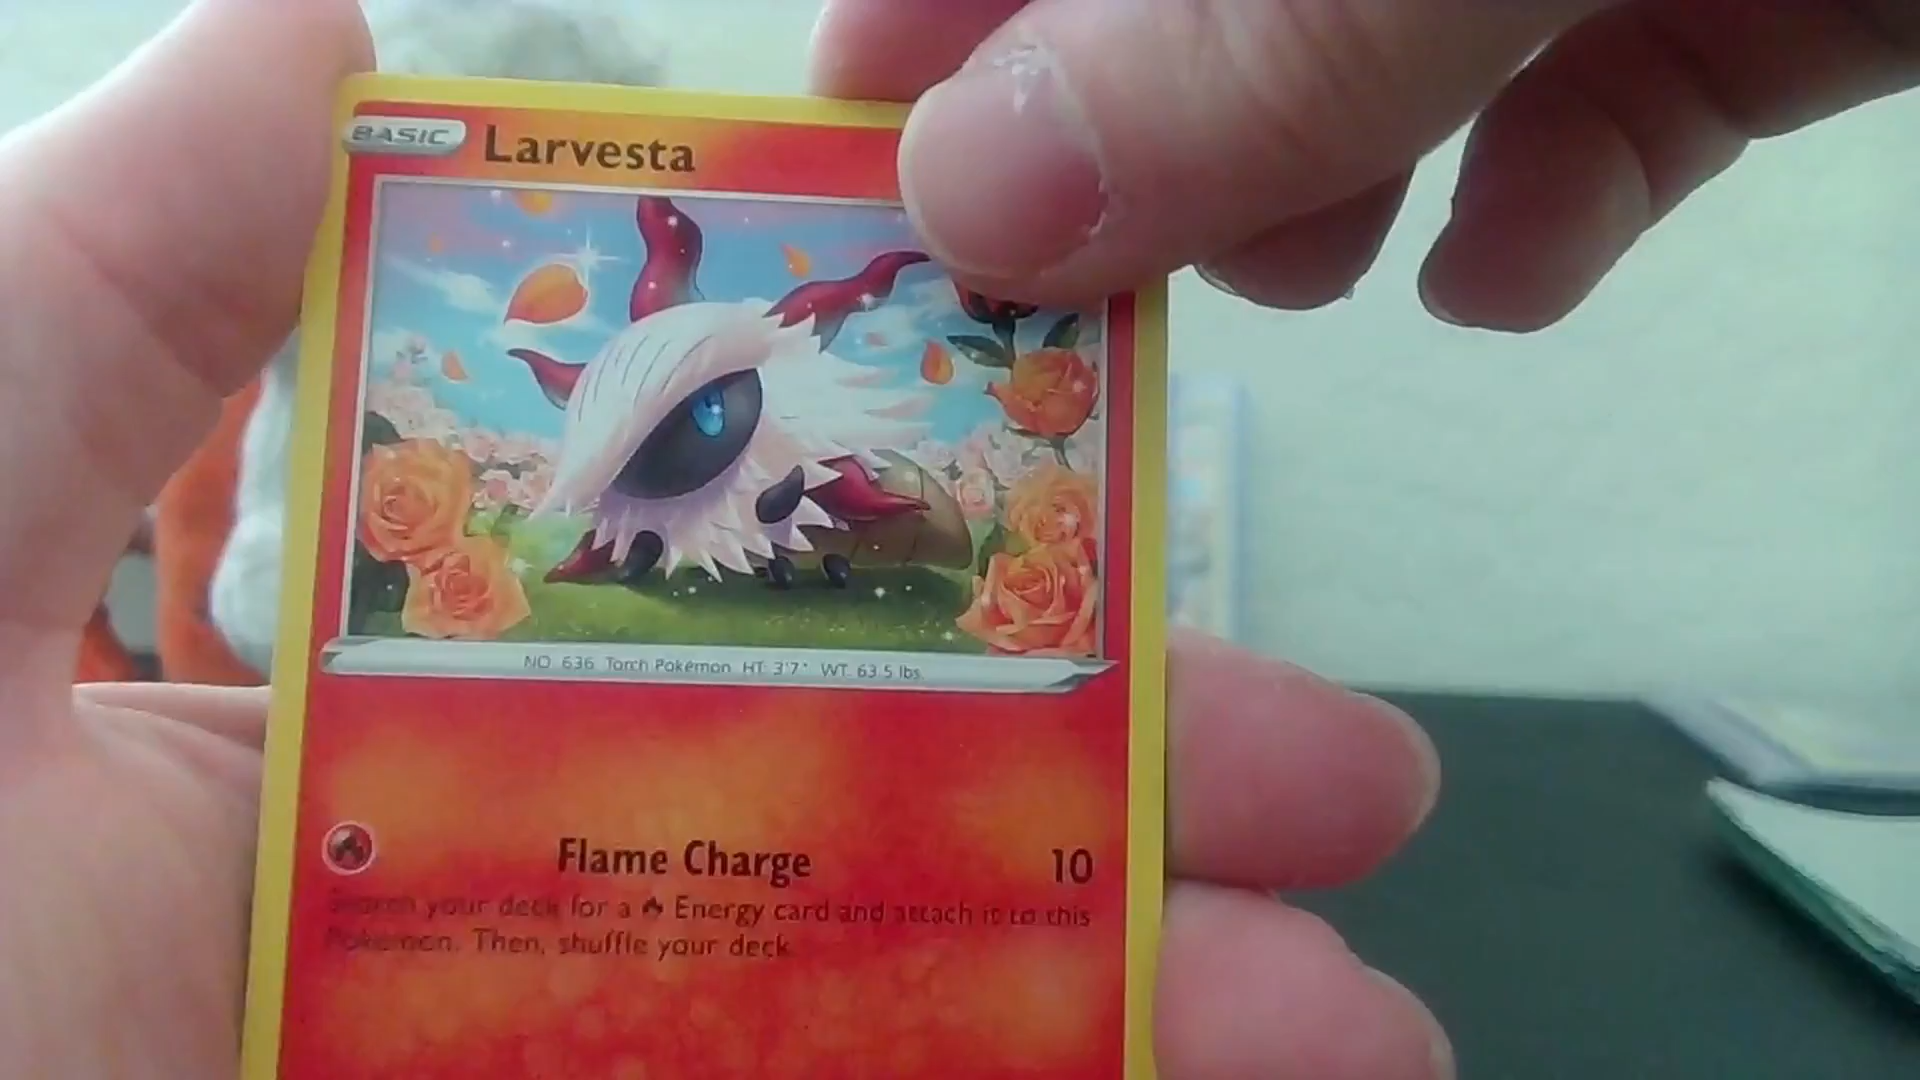 BASIC Larvesta
NO. 636 Torch Pokémon HT: 3'7" WT: 63.5 lbs.
Flame Charge 10
Search your deck for a Energy card and attach it to this
Pokémon. Then, shuffle your deck.